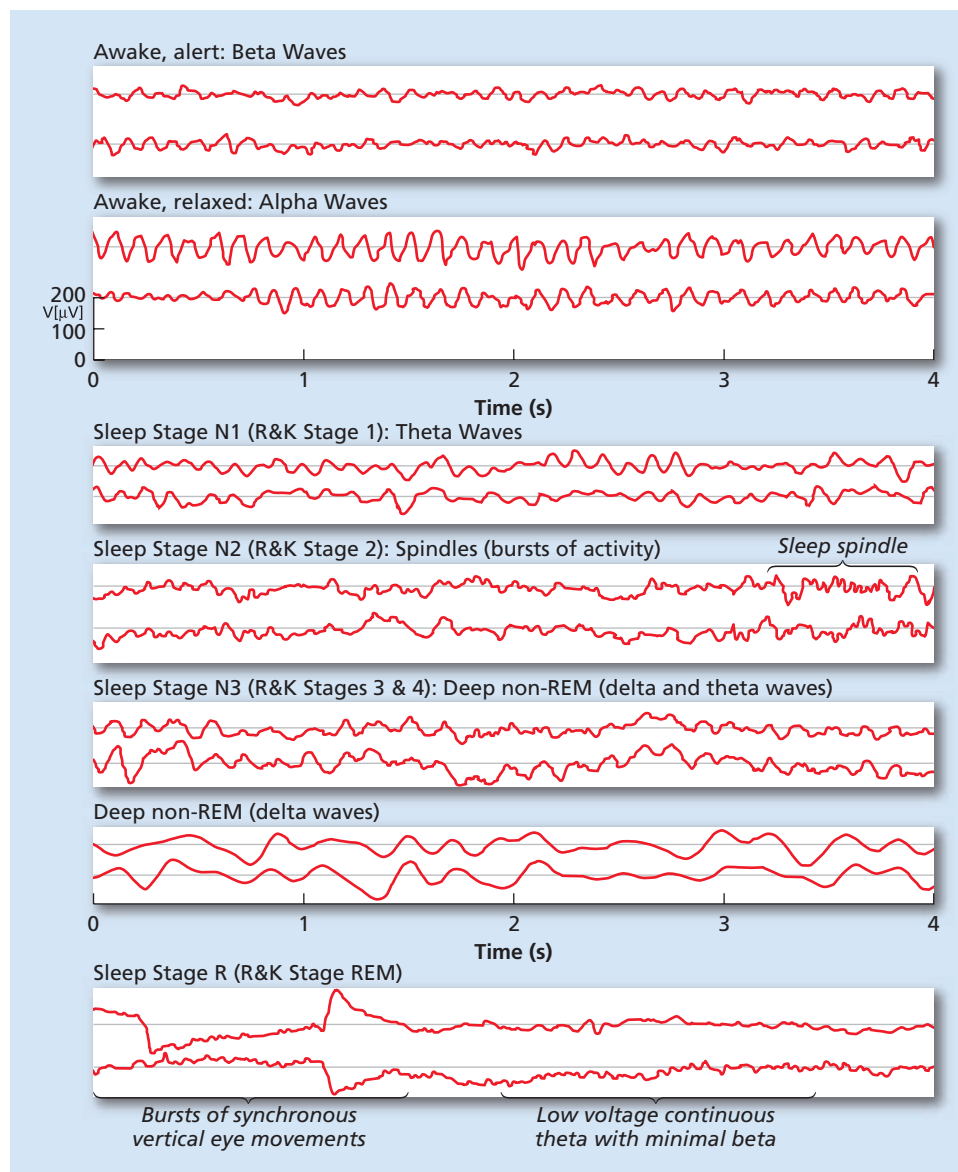 Awake, alert: Beta Waves
Awake, relaxed: Alpha Waves
200
V[μV]
100
0
0 1 2 3 4
Time (s)
Sleep Stage N1 (R&K Stage 1): Theta Waves
Sleep Stage N2 (R&K Stage 2): Spindles (bursts of activity)
Sleep spindle
Sleep Stage N3 (R&K Stages 3 & 4): Deep non-REM (delta and theta waves)
Deep non-REM (delta waves)
0 1 2 3 4
Time (s)
Sleep Stage R (R&K Stage REM)
Bursts of synchronous
vertical eye movements
Low voltage continuous
theta with minimal beta